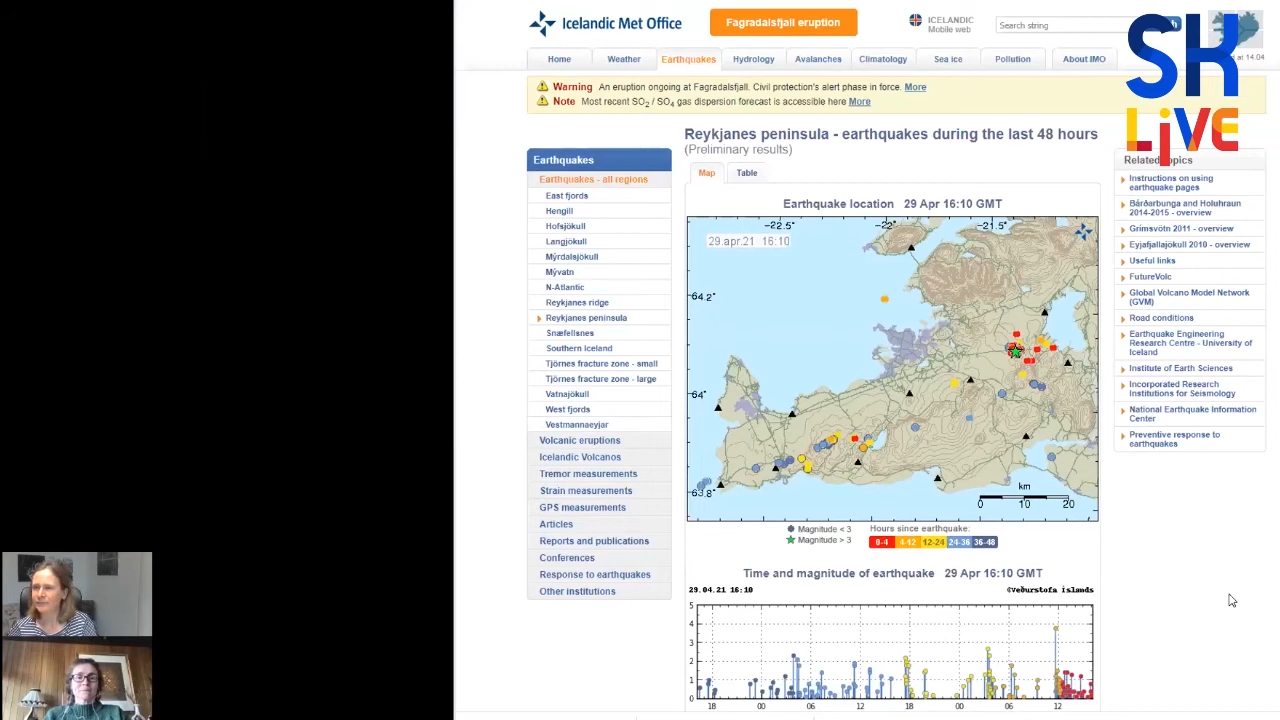 Icelandic Met Office
Fagradalsfjall eruption
ICELANDIC
Mobile web
Search string
SK
LiVE
14:04
Home
Weather
Earthquakes
Hydrology
Avalanches
Climatology
Sea ice
Pollution
About IMO
Warning An eruption ongoing at Fagradalsfjall. Civil protection's alert phase in force. More
Note Most recent SO2 / SO4 gas dispersion forecast is accessible here More
Earthquakes
Earthquakes - all regions
East fjords
Hengill
Hofsjökull
Langjökull
Mýrdalsjökull
Mývatn
N-Atlantic
Reykjanes ridge
Reykjanes peninsula
Snæfellsnes
Southern Iceland
Tjörnes fracture zone - small
Tjörnes fracture zone - large
Vatnajökull
West fjords
Vestmannaeyjar
Volcanic eruptions
Icelandic Volcanos
Tremor measurements
Strain measurements
GPS measurements
Articles
Reports and publications
Conferences
Response to earthquakes
Other institutions
Reykjanes peninsula - earthquakes during the last 48 hours
(Preliminary results)
Map
Table
Earthquake location 29 Apr 16:10 GMT
-22.5
-22
-21.5
29.apr.21 16:10
64.2
64
63.8
km
0 10 20
Magnitude < 3
Magnitude > 3
Hours since earthquake:
0-4 4-12 12-24 24-36 36-48
Time and magnitude of earthquake 29 Apr 16:10 GMT
29.04.21 16:10
©Veðurstofa Íslands
5
4
3
2
1
0
18 00 06 12 18 00 06 12
Related topics
Instructions on using
earthquake pages
Bárðarbunga and Holuhraun
2014-2015 - overview
Grímsvötn 2011 - overview
Eyjafjallajökull 2010 - overview
Useful links
FutureVolc
Global Volcano Model Network
(GVM)
Road conditions
Earthquake Engineering
Research Centre - University of
Iceland
Institute of Earth Sciences
Incorporated Research
Institutions for Seismology
National Earthquake Information
Center
Preventive response to
earthquakes